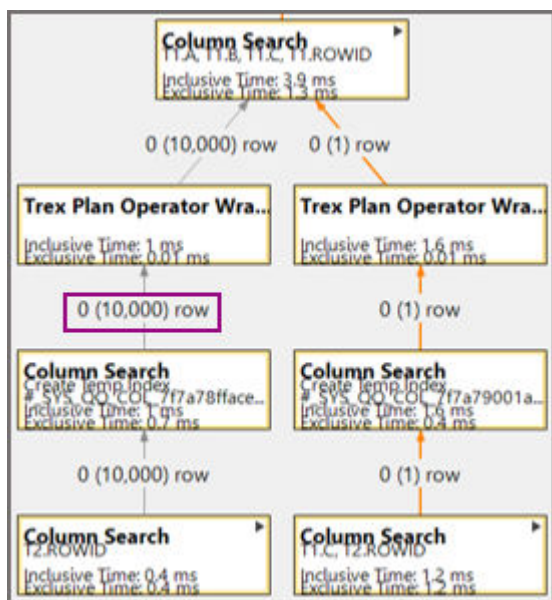 Column Search
T1.A, T1.B, T1.C, T1.ROWID
Inclusive Time: 3.9 ms
Exclusive Time: 1.3 ms
0 (10,000) row
0 (1) row
Trex Plan Operator Wra...
Inclusive Time: 1 ms
Exclusive Time: 0.01 ms
Trex Plan Operator Wra...
Inclusive Time: 1.6 ms
Exclusive Time: 0.01 ms
0 (10,000) row
0 (1) row
Column Search
Create Temp Index
#_SYS_QO_COL_7f7a78fface...
Inclusive Time: 1 ms
Exclusive Time: 0.7 ms
Column Search
Create Temp Index
#_SYS_QO_COL_7f7a79001a...
Inclusive Time: 1.6 ms
Exclusive Time: 0.4 ms
0 (10,000) row
0 (1) row
Column Search
T2.ROWID
Inclusive Time: 0.4 ms
Exclusive Time: 0.4 ms
Column Search
T1.C, T2.ROWID
Inclusive Time: 1.2 ms
Exclusive Time: 1.2 ms